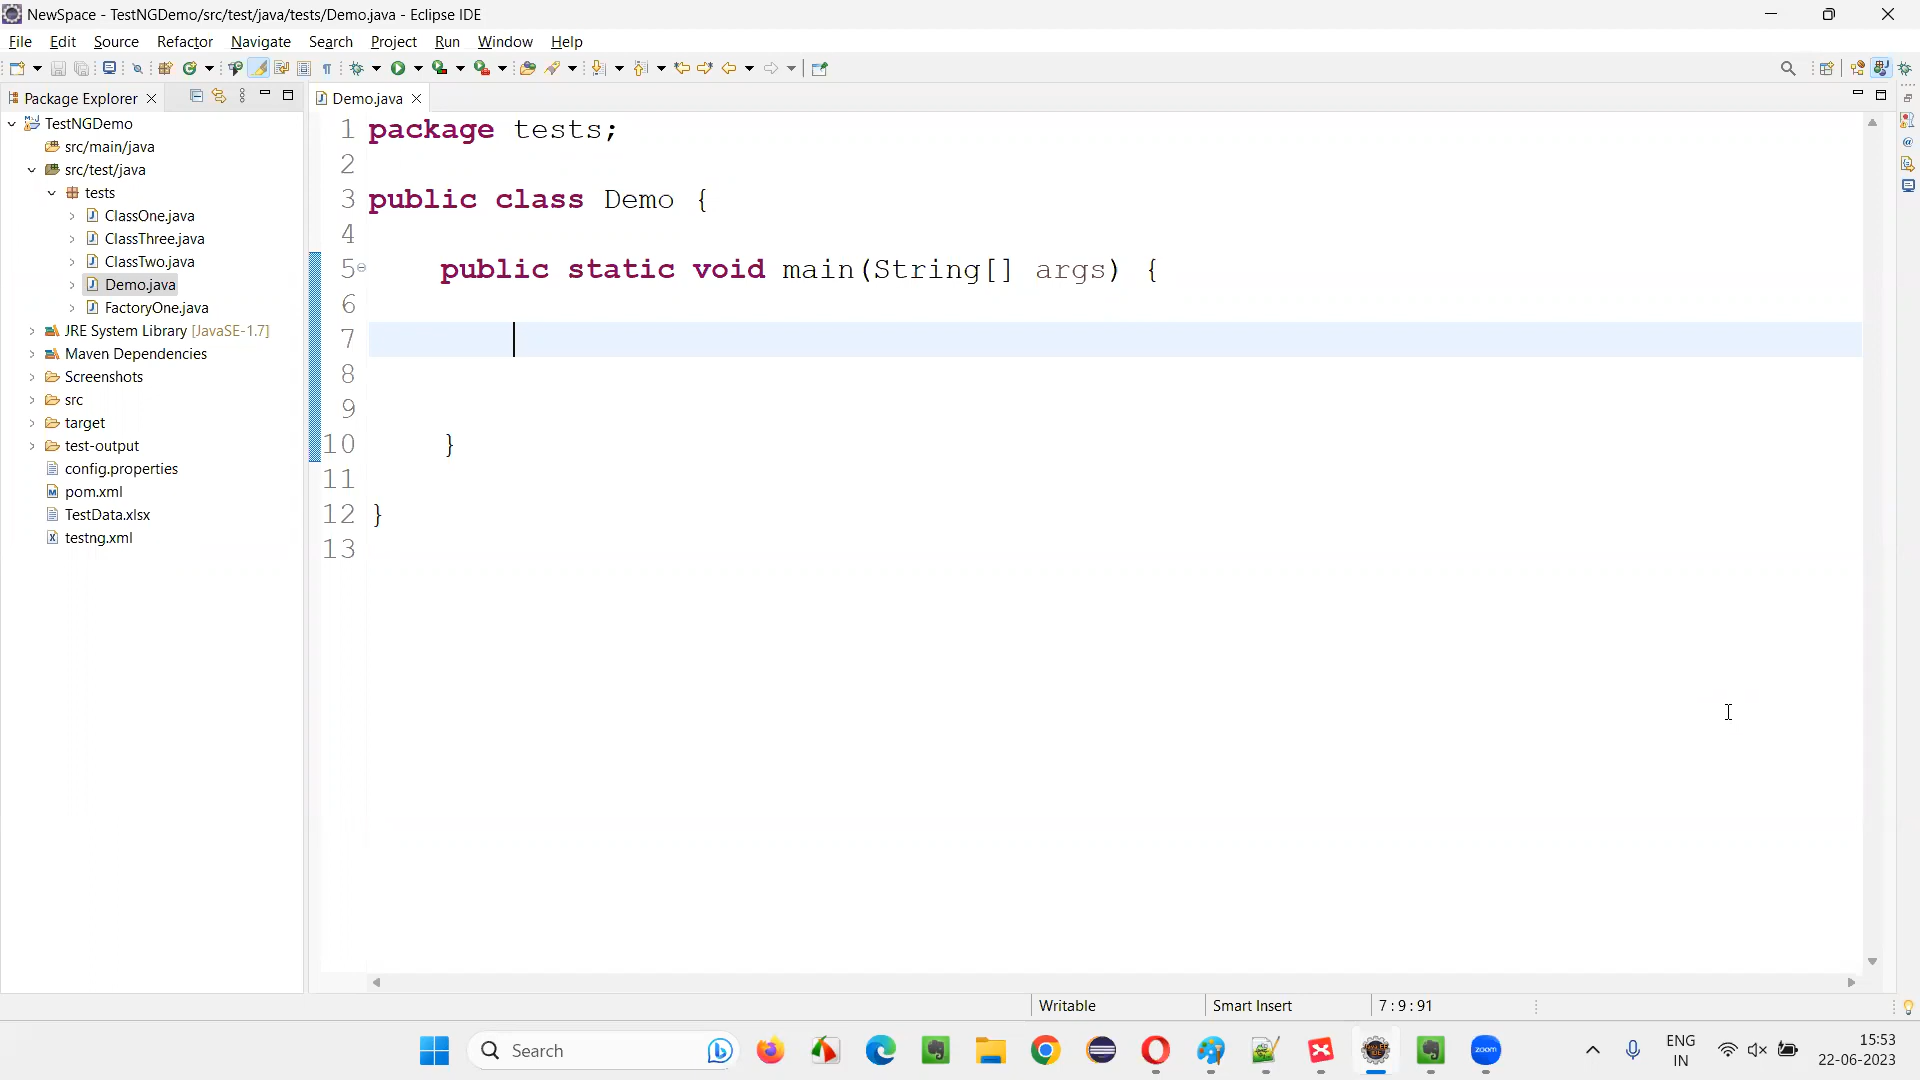 NewSpace - TestNGDemo/src/test/java/tests/Demo.java - Eclipse IDE
File Edit Source Refactor Navigate Search Project Run Window Help
Package Explorer
Demo.java
TestNGDemo
src/main/java
src/test/java
tests
ClassOne.java
ClassThree.java
ClassTwo.java
Demo.java
FactoryOne.java
JRE System Library [JavaSE-1.7]
Maven Dependencies
Screenshots
src
target
test-output
config.properties
pom.xml
TestData.xlsx
testng.xml
1 package tests;
2
3 public class Demo {
4
5 public static void main(String[] args) {
6
7
8
9
10 }
11
12 }
13
Writable Smart Insert 7 : 9 : 91
Search
zoom
ENG
IN
15:53
22-06-2023